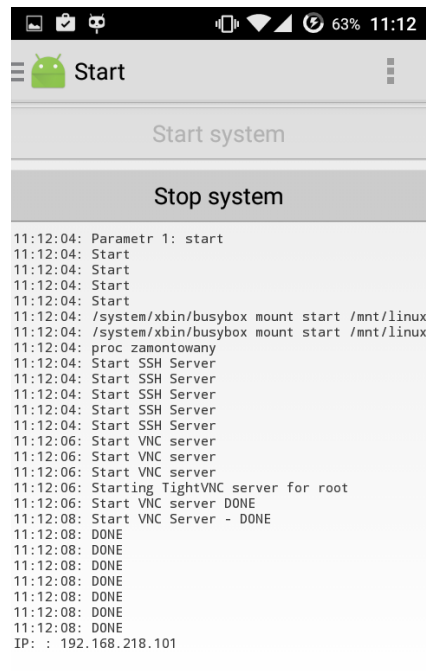 63% 11:12
Start
Start system
Stop system
11:12:04: Parametr 1: start
11:12:04: Start
11:12:04: Start
11:12:04: Start
11:12:04: Start
11:12:04: /system/xbin/busybox mount start /mnt/linux
11:12:04: /system/xbin/busybox mount start /mnt/linux
11:12:04: proc zamontowany
11:12:04: Start SSH Server
11:12:04: Start SSH Server
11:12:04: Start SSH Server
11:12:04: Start SSH Server
11:12:04: Start SSH Server
11:12:06: Start VNC server
11:12:06: Start VNC server
11:12:06: Start VNC server
11:12:06: Starting TightVNC server for root
11:12:06: Start VNC server DONE
11:12:08: Start VNC Server - DONE
11:12:08: DONE
11:12:08: DONE
11:12:08: DONE
11:12:08: DONE
11:12:08: DONE
11:12:08: DONE
11:12:08: DONE
IP: : 192.168.218.101